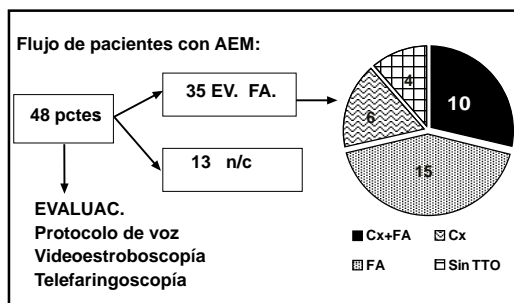 Flujo de pacientes con AEM:
35 EV. FA.
48 pctes
13 n/c
EVALUAC.
Protocolo de voz
Videoestroboscopía
Telefaringoscopía
4
10
6
15
Cx+FA
Cx
FA
Sin TTO